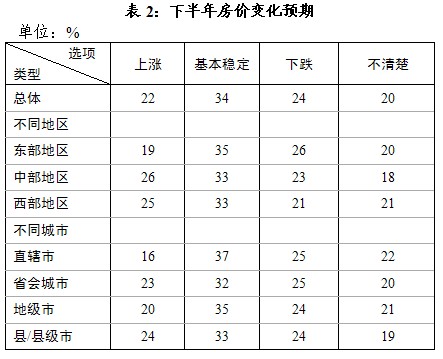 表 2：下半年房价变化预期
单位：%
选项
类型 上涨 基本稳定 下跌 不清楚
总体 22 34 24 20
不同地区
东部地区 19 35 26 20
中部地区 26 33 23 18
西部地区 25 33 21 21
不同城市
直辖市 16 37 25 22
省会城市 23 32 25 20
地级市 20 35 24 21
县/县级市 24 33 24 19